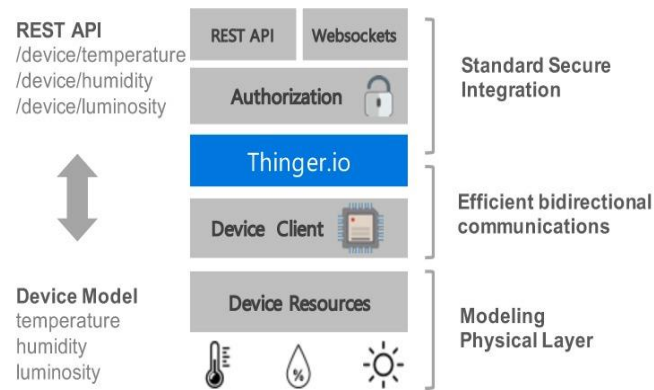 REST API
/device/temperature
/device/humidity
/device/luminosity
REST API
Websockets
Authorization
Thinger.io
Device Client
Device Resources
%
Standard Secure
Integration
Efficient bidirectional
communications
Modeling
Physical Layer
Device Model
temperature
humidity
luminosity